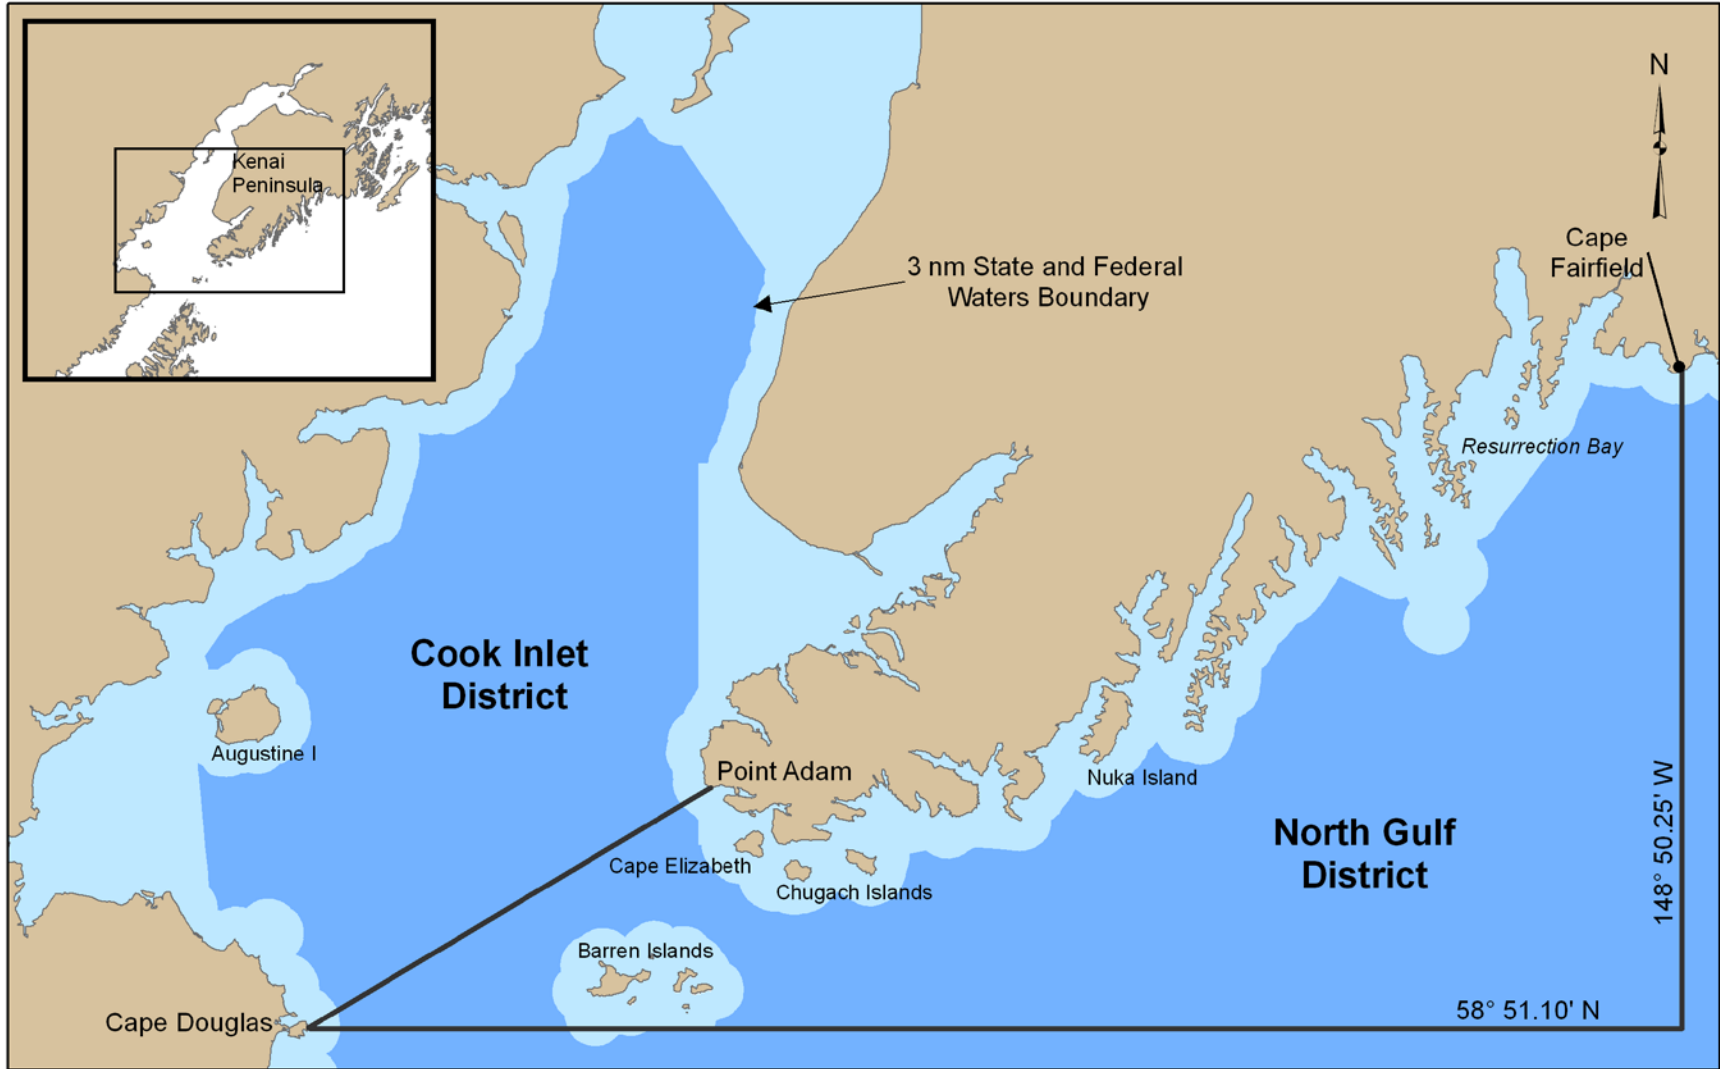 Kenai
Peninsula
N
Cape
Fairfield
3 nm State and Federal
Waters Boundary
Resurrection Bay
Cook Inlet
District
Augustine I
Point Adam
Nuka Island
North Gulf
District
148° 50.25' W
Cape Elizabeth
Chugach Islands
Barren Islands
58° 51.10' N
Cape Douglas